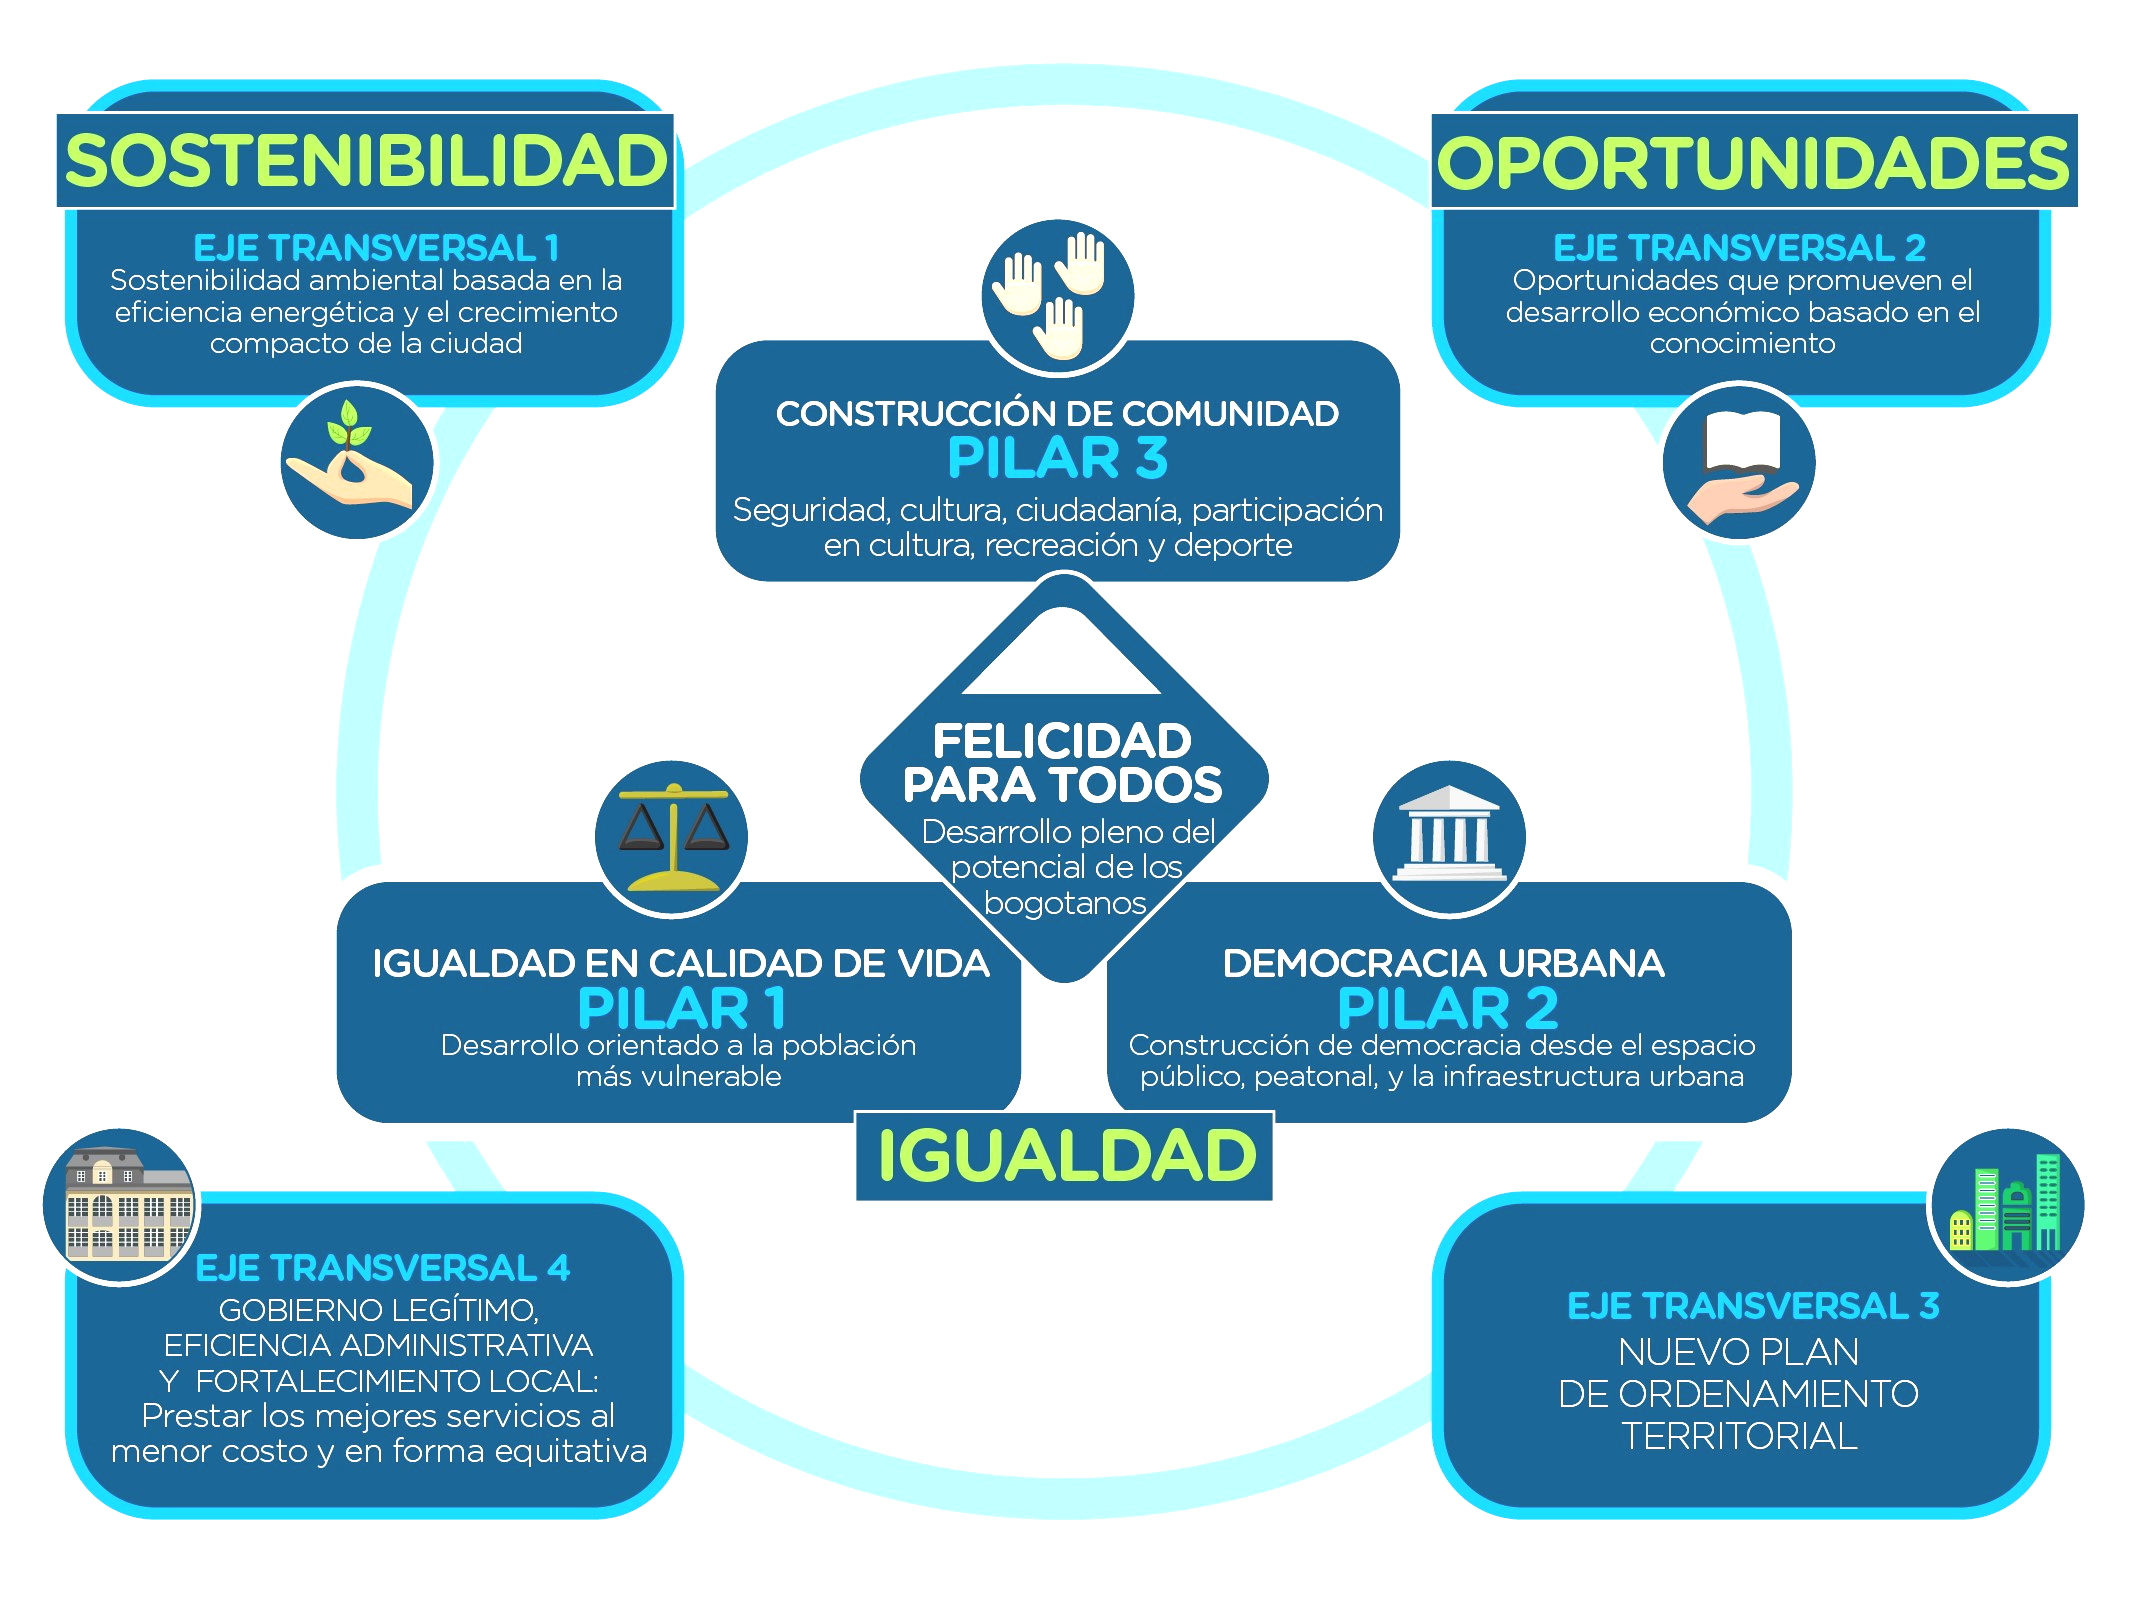 SOSTENIBILIDAD
EJE TRANSVERSAL 1
Sostenibilidad ambiental basada en la
eficiencia energética y el crecimiento
compacto de la ciudad
OPORTUNIDADES
EJE TRANSVERSAL 2
Oportunidades que promueven el
desarrollo económico basado en el
conocimiento
CONSTRUCCIÓN DE COMUNIDAD
PILAR 3
Seguridad, cultura, ciudadanía, participación
en cultura, recreación y deporte
FELICIDAD
PARA TODOS
Desarrollo pleno del
potencial de los
bogotanos
IGUALDAD EN CALIDAD DE VIDA
PILAR 1
Desarrollo orientado a la población
más vulnerable
DEMOCRACIA URBANA
PILAR 2
Construcción de democracia desde el espacio
público, peatonal, y la infraestructura urbana
IGUALDAD
EJE TRANSVERSAL 4
GOBIERNO LEGÍTIMO,
EFICIENCIA ADMINISTRATIVA
Y FORTALECIMIENTO LOCAL:
Prestar los mejores servicios al
menor costo y en forma equitativa
EJE TRANSVERSAL 3
NUEVO PLAN
DE ORDENAMIENTO
TERRITORIAL